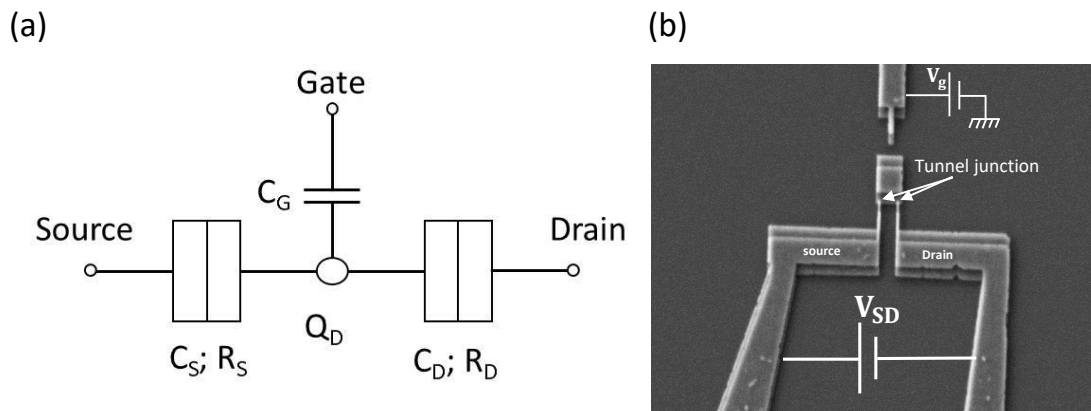 (a)
Gate
C_G
Source
Drain
Q_D
C_S; R_S
C_D; R_D
(b)
V_g
Tunnel junction
source
Drain
V_SD